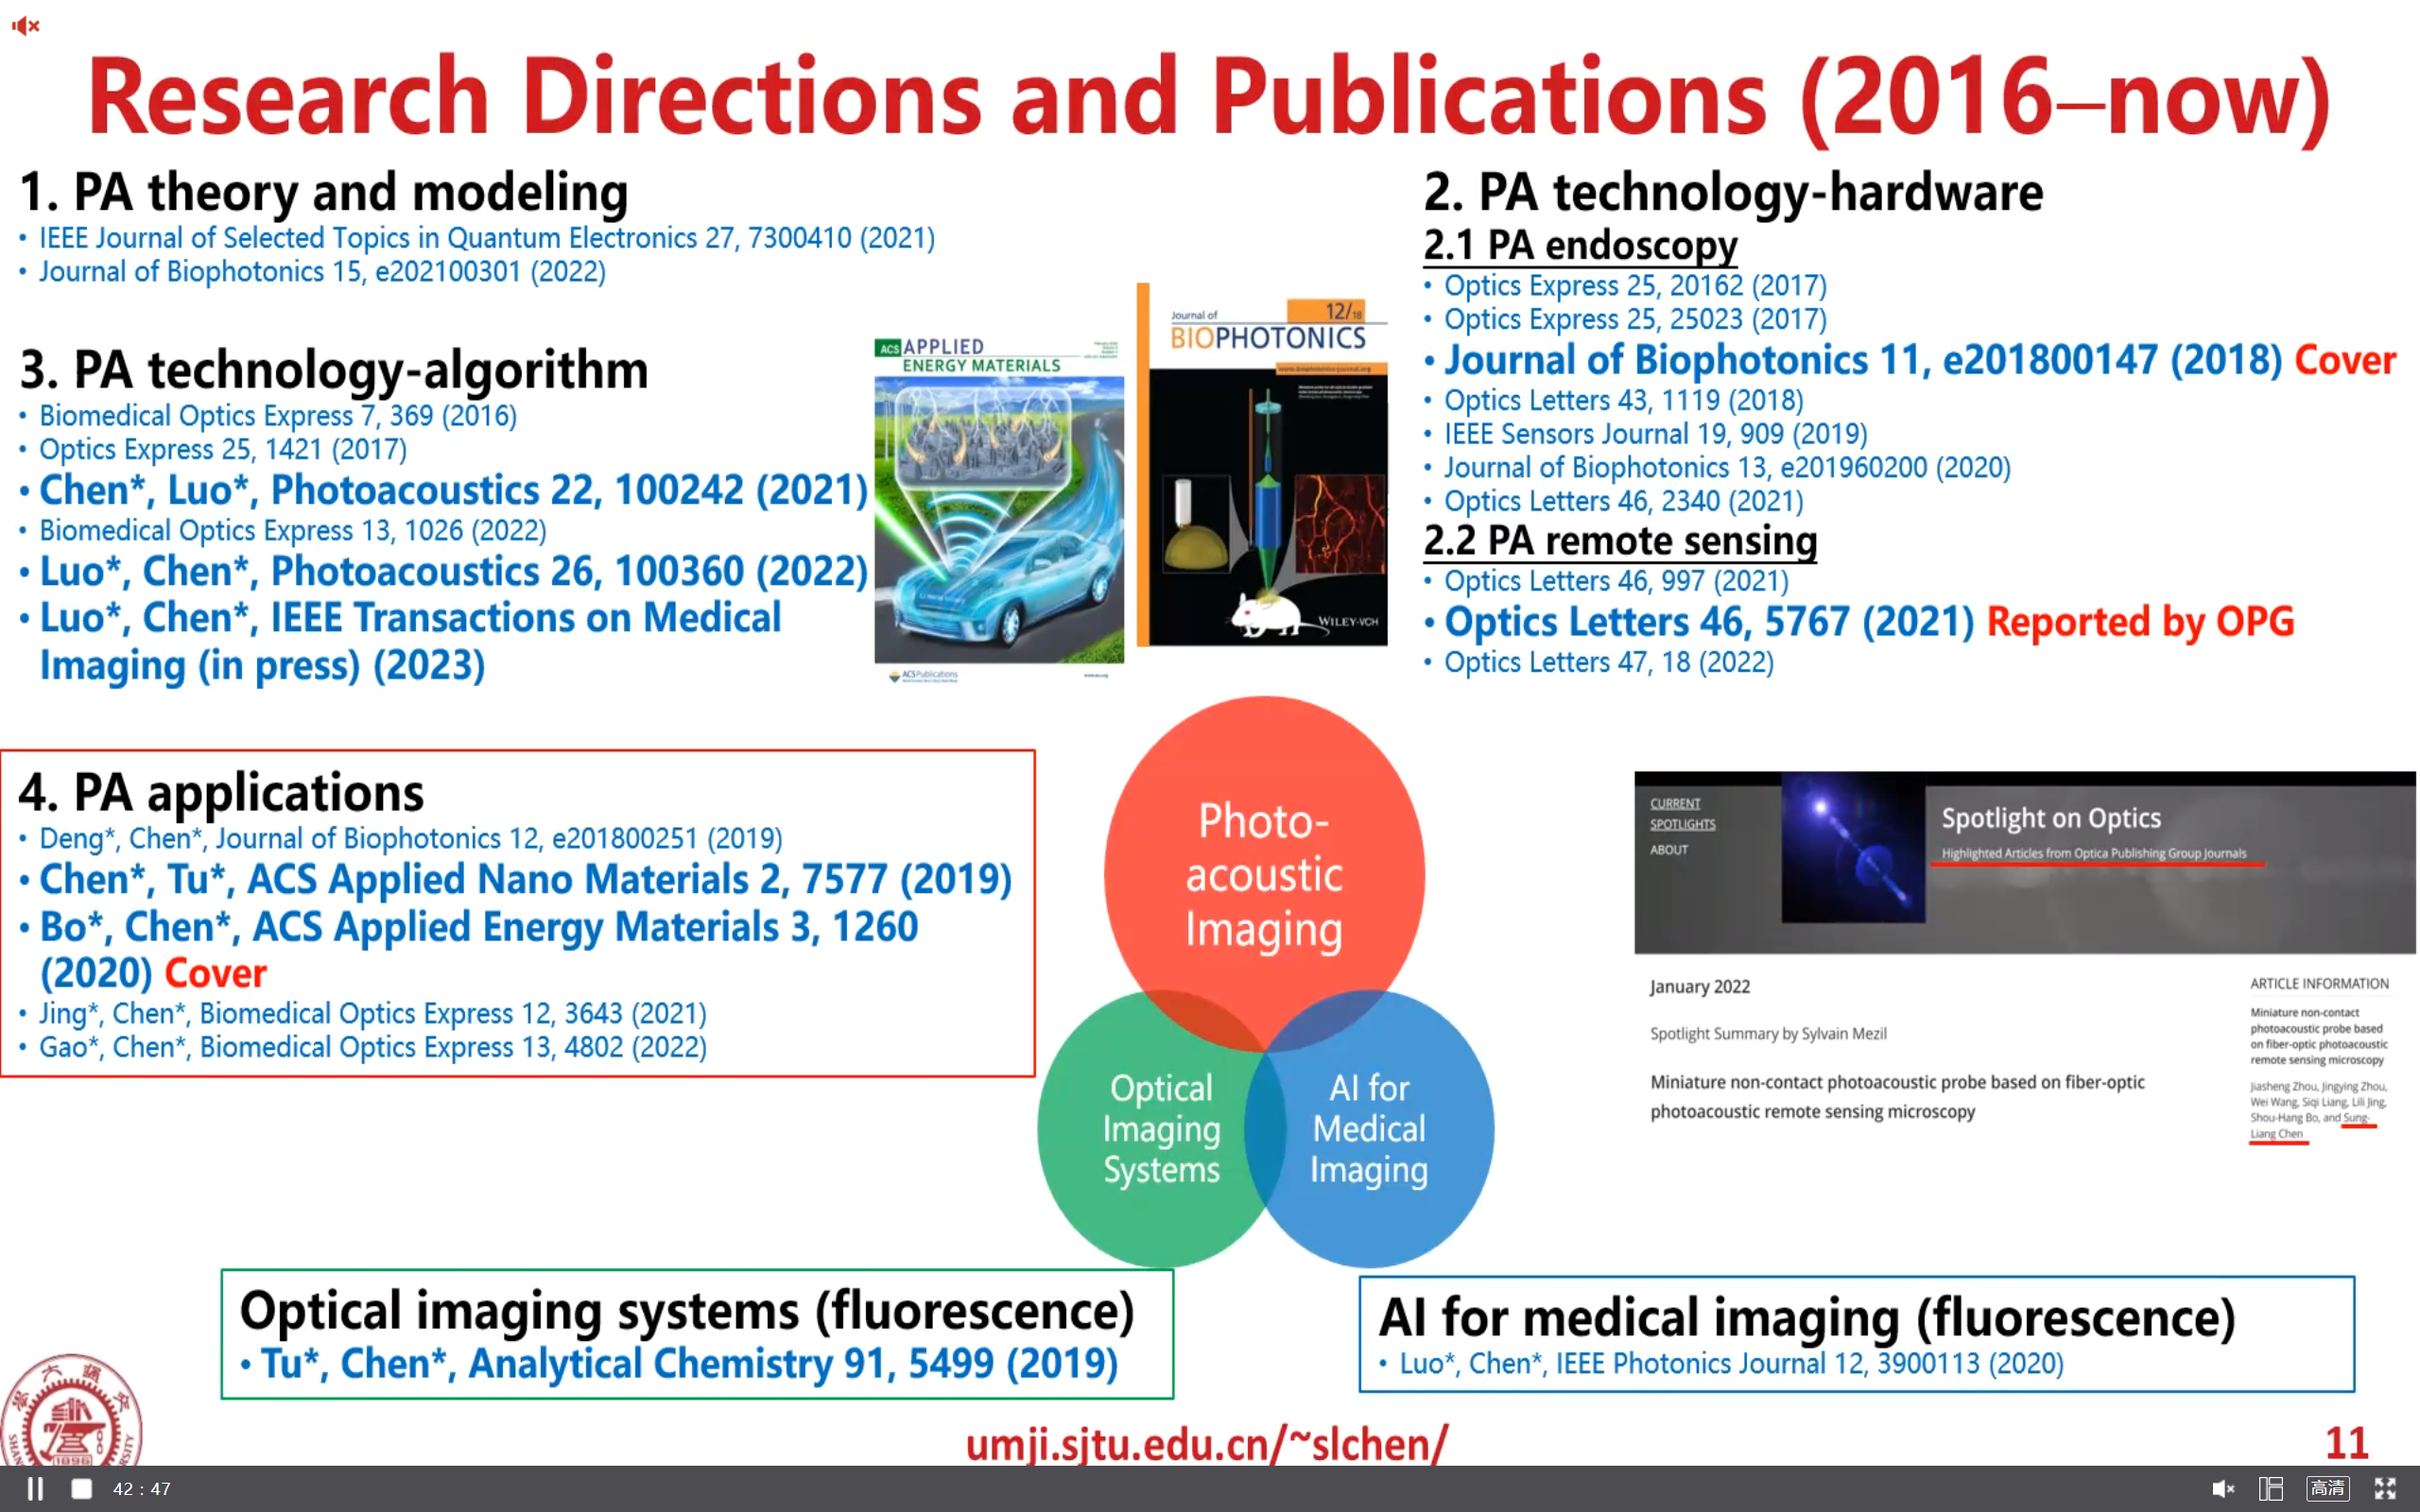 Research Directions and Publications (2016–now)
1. PA theory and modeling
• IEEE Journal of Selected Topics in Quantum Electronics 27, 7300410 (2021)
• Journal of Biophotonics 15, e202100301 (2022)
3. PA technology-algorithm
• Biomedical Optics Express 7, 369 (2016)
• Optics Express 25, 1421 (2017)
• Chen*, Luo*, Photoacoustics 22, 100242 (2021)
• Biomedical Optics Express 13, 1026 (2022)
• Luo*, Chen*, Photoacoustics 26, 100360 (2022)
• Luo*, Chen*, IEEE Transactions on Medical
Imaging (in press) (2023)
ACS APPLIED
ENERGY MATERIALS
ACS Publications
Journal of
12/18
BIOPHOTONICS
www.biophotonics-journal.org
WILEY-VCH
2. PA technology-hardware
2.1 PA endoscopy
• Optics Express 25, 20162 (2017)
• Optics Express 25, 25023 (2017)
• Journal of Biophotonics 11, e201800147 (2018) Cover
• Optics Letters 43, 1119 (2018)
• IEEE Sensors Journal 19, 909 (2019)
• Journal of Biophotonics 13, e201960200 (2020)
• Optics Letters 46, 2340 (2021)
2.2 PA remote sensing
• Optics Letters 46, 997 (2021)
• Optics Letters 46, 5767 (2021) Reported by OPG
• Optics Letters 47, 18 (2022)
4. PA applications
• Deng*, Chen*, Journal of Biophotonics 12, e201800251 (2019)
• Chen*, Tu*, ACS Applied Nano Materials 2, 7577 (2019)
• Bo*, Chen*, ACS Applied Energy Materials 3, 1260
(2020) Cover
• Jing*, Chen*, Biomedical Optics Express 12, 3643 (2021)
• Gao*, Chen*, Biomedical Optics Express 13, 4802 (2022)
Photo-
acoustic
Imaging
Optical
Imaging
Systems
AI for
Medical
Imaging
CURRENT
SPOTLIGHTS
ABOUT
Spotlight on Optics
Highlighted Articles from Optica Publishing Group Journals
January 2022
Spotlight Summary by Sylvain Mezil
Miniature non-contact photoacoustic probe based on fiber-optic
photoacoustic remote sensing microscopy
ARTICLE INFORMATION
Miniature non-contact
photoacoustic probe based
on fiber-optic photoacoustic
remote sensing microscopy
Jiasheng Zhou, Jingying Zhou,
Wei Wang, Siqi Liang, Lili Jing,
Shou-Hang Bo, and Sung-
Liang Chen
Optical imaging systems (fluorescence)
• Tu*, Chen*, Analytical Chemistry 91, 5499 (2019)
AI for medical imaging (fluorescence)
• Luo*, Chen*, IEEE Photonics Journal 12, 3900113 (2020)
1896
umji.sjtu.edu.cn/~slchen/
11
42 : 47
高清